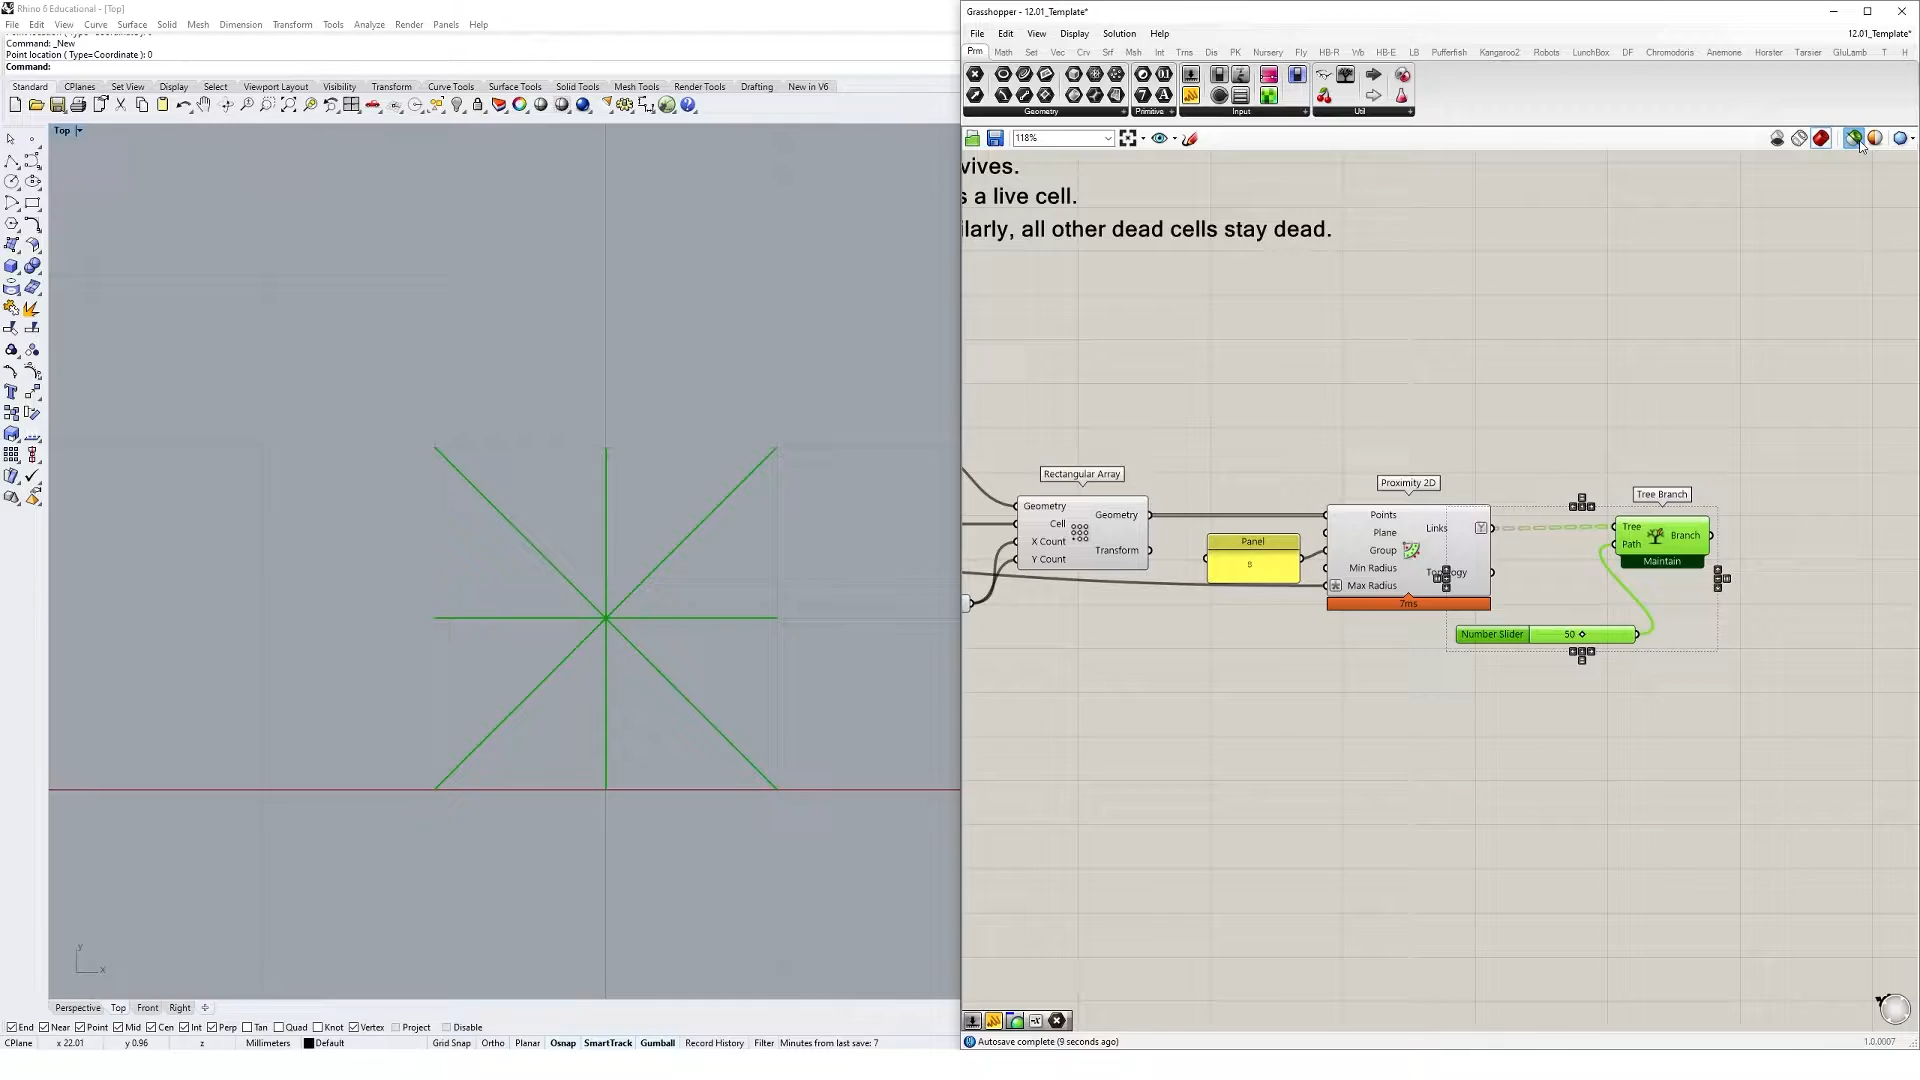 Rhino 6 Educational - [Top]
File Edit View Curve Surface Solid Mesh Dimension Transform Tools Analyze Render Panels Help
Point location ( Type=Coordinate ): 0
Command: _New
Point location ( Type=Coordinate ): 0
Command:
Standard CPlanes Set View Display Select Viewport Layout Visibility Transform Curve Tools Surface Tools Solid Tools Mesh Tools Render Tools Drafting New in V6
Top
y
x
Perspective Top Front Right
End Near Point Mid Cen Int Perp Tan Quad Knot Vertex Project Disable
CPlane x 22.01 y 0.96 z Millimeters Default Grid Snap Ortho Planar Osnap SmartTrack Gumball Record History Filter Minutes from last save: 7
Grasshopper - 12.01_Template*
File Edit View Display Solution Help
12.01_Template*
Prm Math Set Vec Crv Srf Msh Int Trns Dis PK Nursery Fly HB-R Wb HB-E LB Pufferfish Kangaroo2 Robots LunchBox DF Chromodoris Anemone Horster Tarsier GluLamb T H
Geometry Primitive Input Util
118%
vives.
s a live cell.
ilarly, all other dead cells stay dead.
Rectangular Array
Geometry
Cell
X Count
Y Count
Geometry
Transform
Panel
8
Proximity 2D
Points
Plane
Group
Min Radius
Max Radius
Links
Topology
7ms
Tree Branch
Tree
Path
Branch
Maintain
Number Slider 50
Autosave complete (9 seconds ago)
1.0.0007